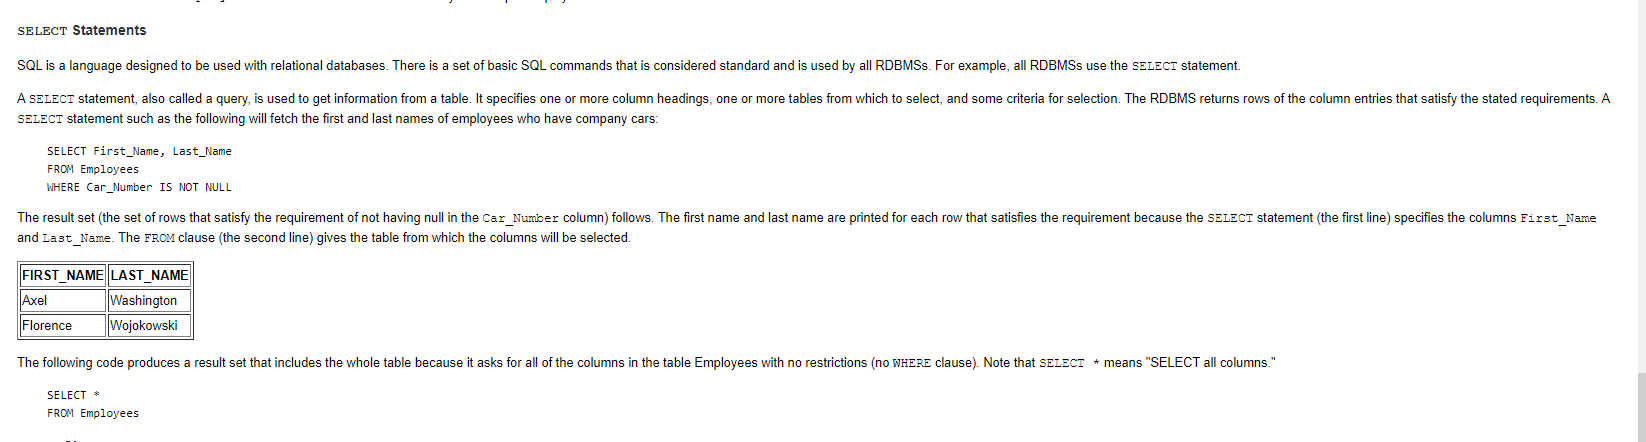 SELECT Statements
SQL is a language designed to be used with relational databases. There is a set of basic SQL commands that is considered standard and is used by all RDBMSs. For example, all RDBMSs use the SELECT statement.
A SELECT statement, also called a query, is used to get information from a table. It specifies one or more column headings, one or more tables from which to select, and some criteria for selection. The RDBMS returns rows of the column entries that satisfy the stated requirements. A
SELECT statement such as the following will fetch the first and last names of employees who have company cars:
SELECT First_Name, Last_Name
FROM Employees
WHERE Car_Number IS NOT NULL
The result set (the set of rows that satisfy the requirement of not having null in the Car_Number column) follows. The first name and last name are printed for each row that satisfies the requirement because the SELECT statement (the first line) specifies the columns First_Name
and Last_Name. The FROM clause (the second line) gives the table from which the columns will be selected.
FIRST_NAME LAST_NAME
Axel Washington
Florence Wojokowski
The following code produces a result set that includes the whole table because it asks for all of the columns in the table Employees with no restrictions (no WHERE clause). Note that SELECT * means "SELECT all columns."
SELECT *
FROM Employees